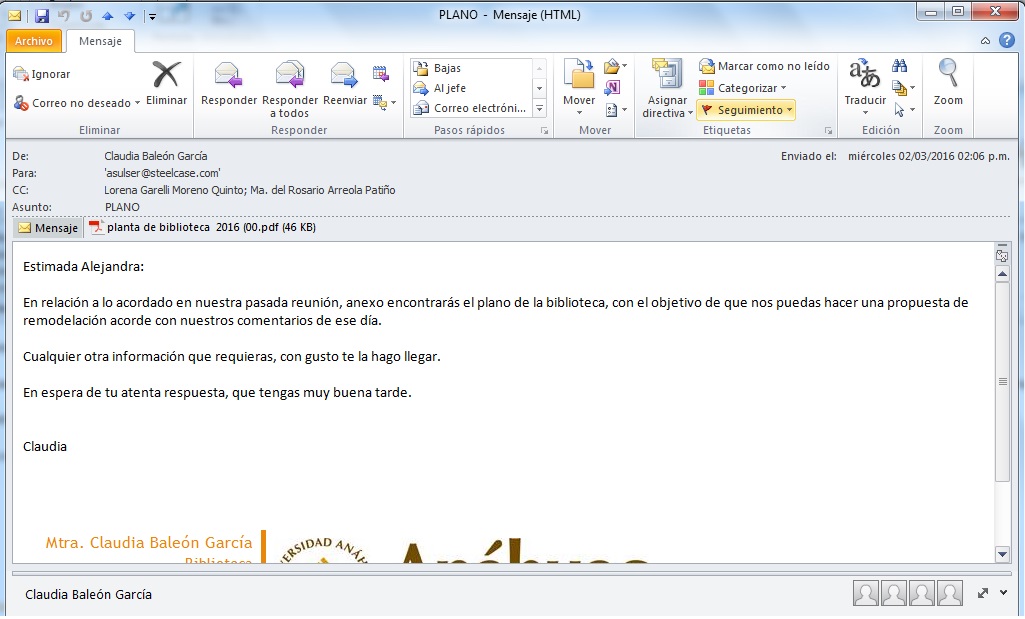 PLANO - Mensaje (HTML)
Archivo
Mensaje
Ignorar
Correo no deseado
Eliminar
Eliminar
Responder
Responder a todos
Reenviar
Responder
Bajas
Al jefe
Correo electróni...
Pasos rápidos
Mover
Mover
Asignar directiva
Marcar como no leído
Categorizar
Seguimiento
Etiquetas
Traducir
Edición
Zoom
Zoom
De: Claudia Baleón García
Enviado el: miércoles 02/03/2016 02:06 p.m.
Para: 'asulser@steelcase.com'
CC: Lorena Garelli Moreno Quinto; Ma. del Rosario Arreola Patiño
Asunto: PLANO
Mensaje
planta de biblioteca 2016 (00.pdf (46 KB)
Estimada Alejandra:
En relación a lo acordado en nuestra pasada reunión, anexo encontrarás el plano de la biblioteca, con el objetivo de que nos puedas hacer una propuesta de
remodelación acorde con nuestros comentarios de ese día.
Cualquier otra información que requieras, con gusto te la hago llegar.
En espera de tu atenta respuesta, que tengas muy buena tarde.
Claudia
Mtra. Claudia Baleón García
Biblioteca
Anáhuac
Claudia Baleón García